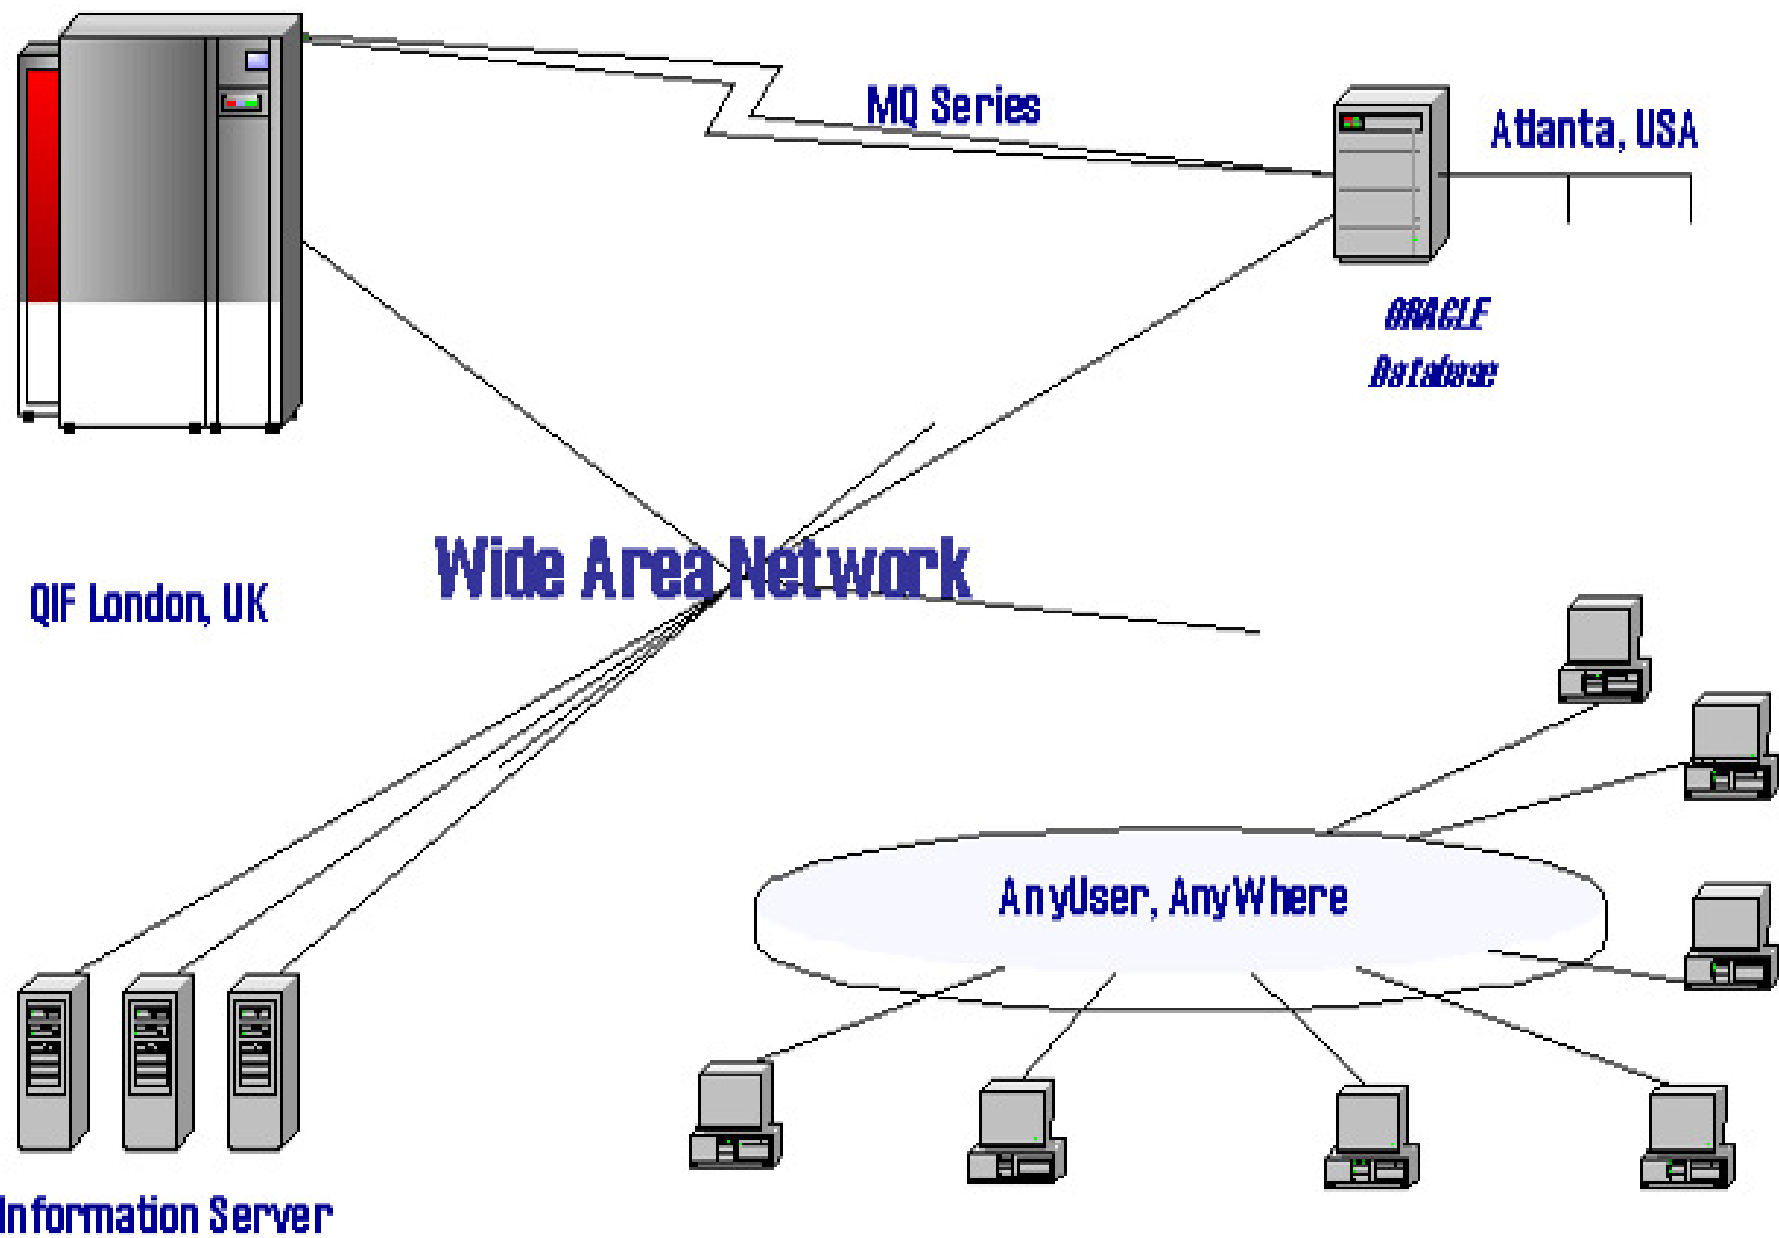 MQ Series
Atlanta, USA
ORACLE
Database
Wide Area Network
QIF London, UK
AnyUser, AnyWhere
Information Server